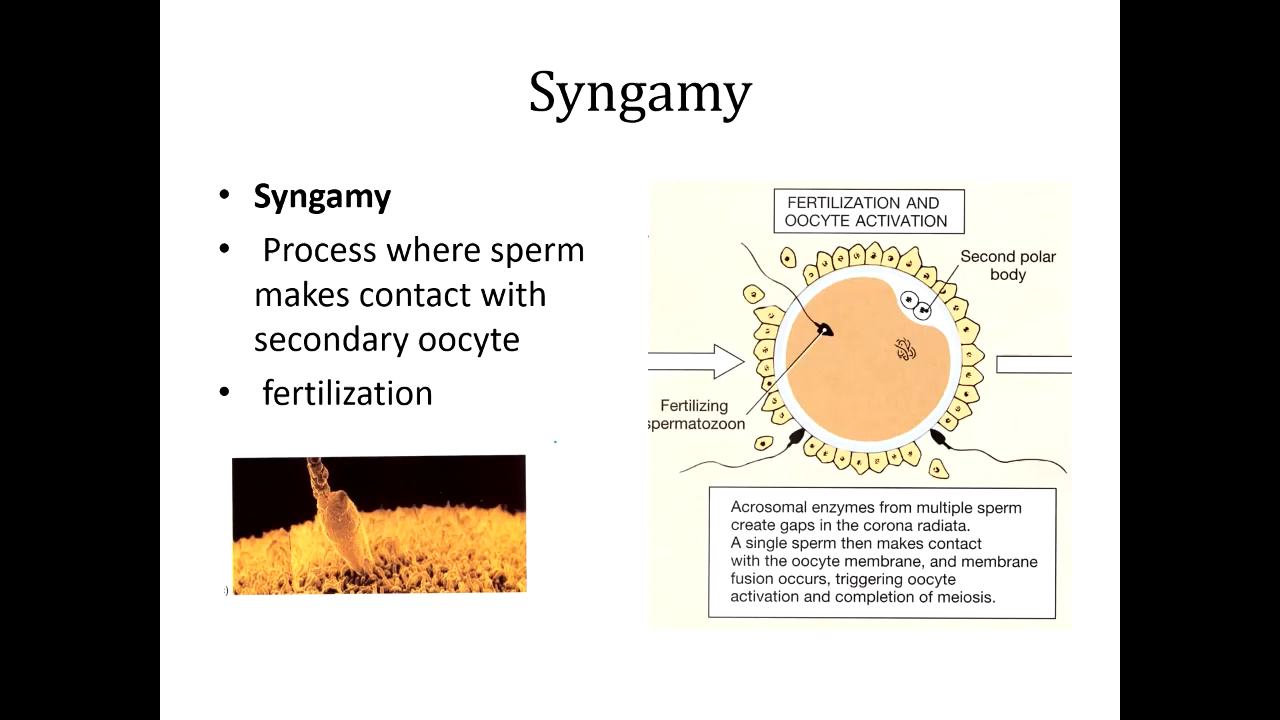 Syngamy
• Syngamy
• Process where sperm
makes contact with
secondary oocyte
• fertilization
:)
FERTILIZATION AND
OOCYTE ACTIVATION
Second polar
body
Fertilizing
spermatozoon
Acrosomal enzymes from multiple sperm
create gaps in the corona radiata.
A single sperm then makes contact
with the oocyte membrane, and membrane
fusion occurs, triggering oocyte
activation and completion of meiosis.